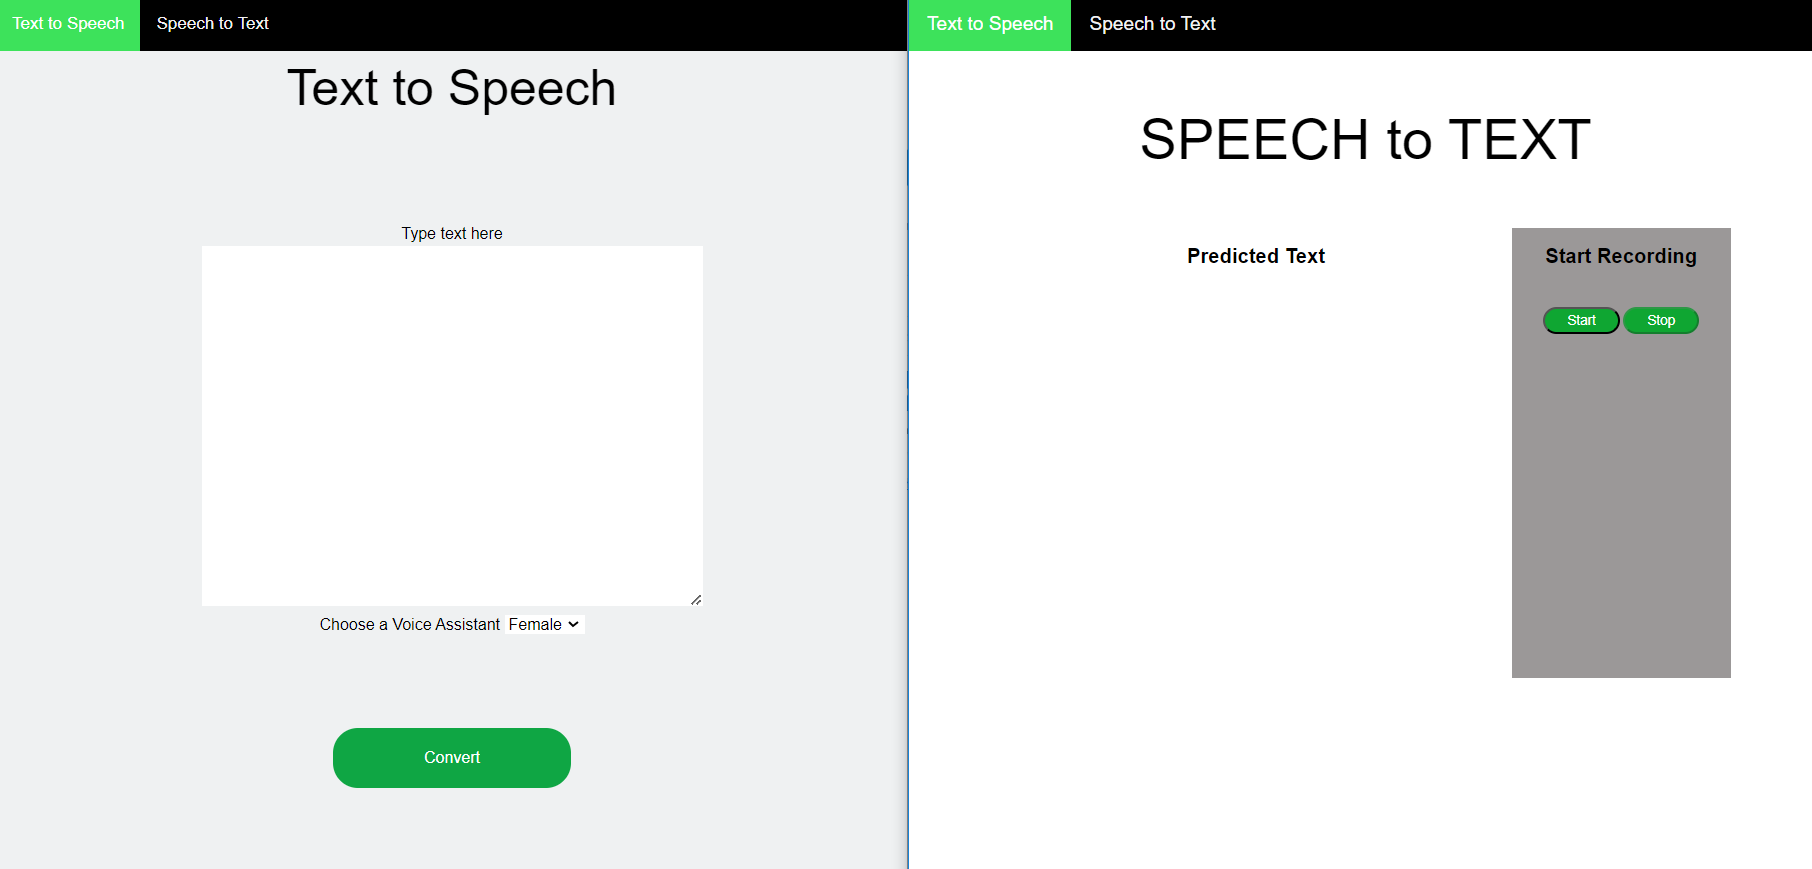 Text to Speech Speech to Text
Text to Speech
Type text here
Choose a Voice Assistant Female
Convert
Text to Speech Speech to Text
SPEECH to TEXT
Predicted Text
Start Recording
Start Stop